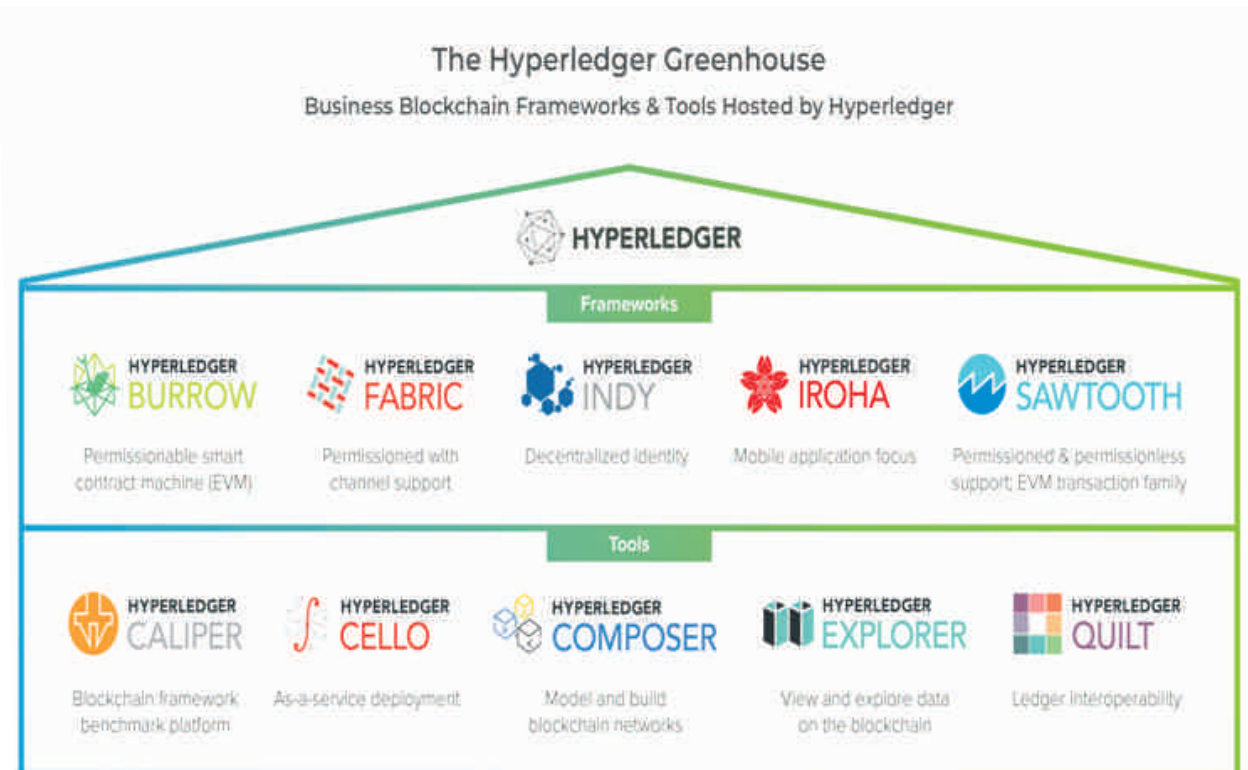 The Hyperledger Greenhouse
Business Blockchain Frameworks & Tools Hosted by Hyperledger
HYPERLEDGER
Frameworks
HYPERLEDGER
BURROW
Permissionable smart
contract machine (EVM)
HYPERLEDGER
FABRIC
Permissioned with
channel support
HYPERLEDGER
INDY
Decentralized identity
HYPERLEDGER
IROHA
Mobile application focus
HYPERLEDGER
SAWTOOTH
Permissioned & permissionless
support; EVM transaction family
Tools
HYPERLEDGER
CALIPER
Blockchain framework
benchmark platform
HYPERLEDGER
CELLO
As-a-service deployment
HYPERLEDGER
COMPOSER
Model and build
blockchain networks
HYPERLEDGER
EXPLORER
View and explore data
on the blockchain
HYPERLEDGER
QUILT
Ledger interoperability